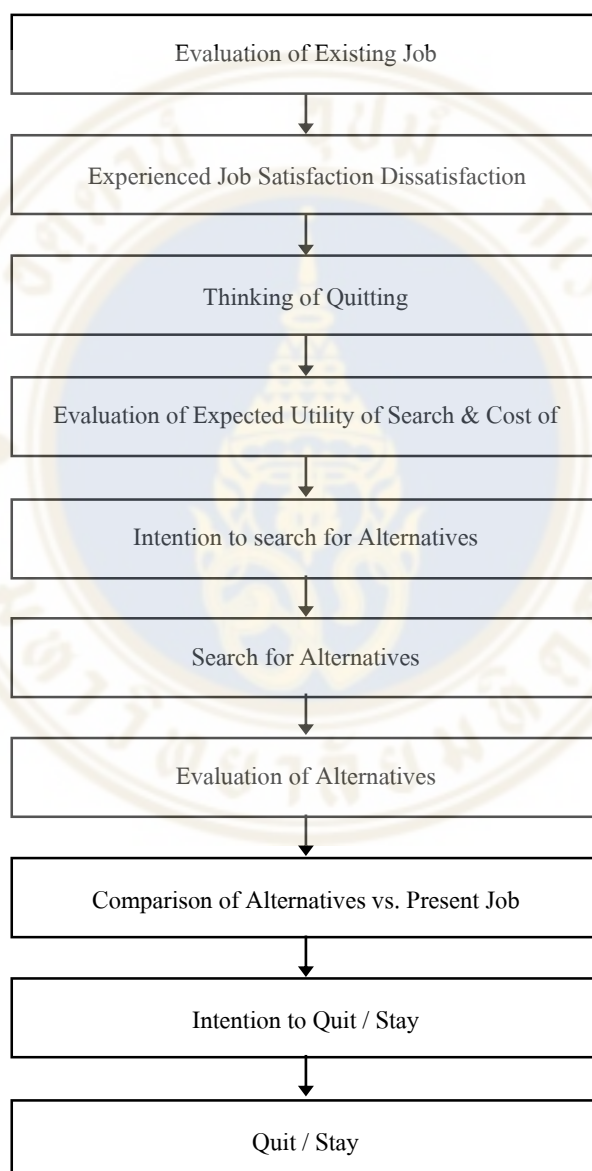 Evaluation of Existing Job
Experienced Job Satisfaction Dissatisfaction
Thinking of Quitting
Evaluation of Expected Utility of Search & Cost of
Intention to search for Alternatives
Search for Alternatives
Evaluation of Alternatives
Comparison of Alternatives vs. Present Job
Intention to Quit / Stay
Quit / Stay